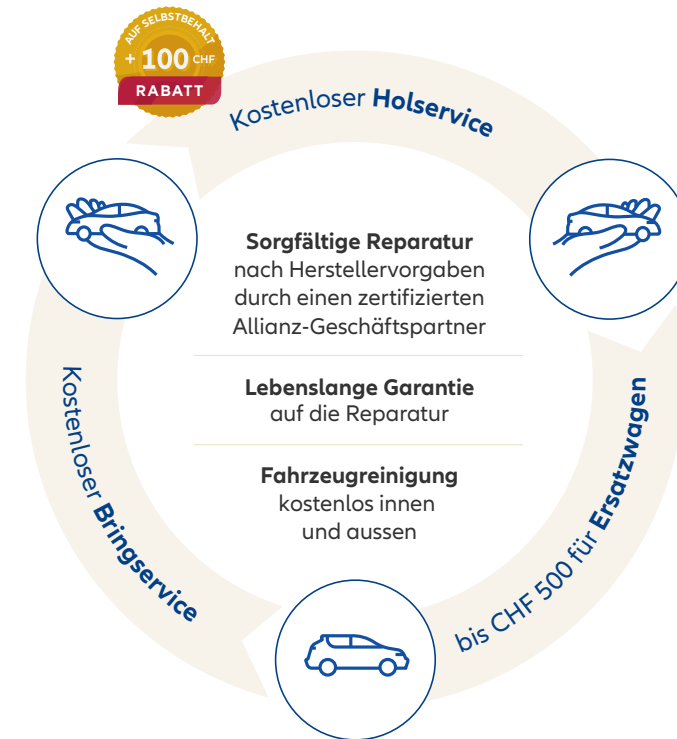 AUF SELBSTBEHALT
+ 100 CHF
RABATT
Kostenloser Holservice
Sorgfältige Reparatur
nach Herstellervorgaben
durch einen zertifizierten
Allianz-Geschäftspartner
Lebenslange Garantie
auf die Reparatur
Fahrzeugreinigung
kostenlos innen
und aussen
bis CHF 500 für Ersatzwagen
Kostenloser Bringservice